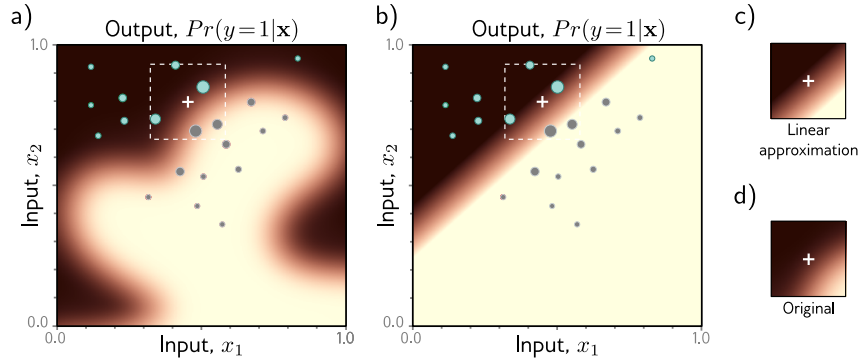 a)
Output, Pr(y=1|x)
1.0
Input, x₂
0.0
0.0
1.0
Input, x₁
b)
Output, Pr(y=1|x)
1.0
Input, x₂
0.0
0.0
1.0
Input, x₁
c)
Linear
approximation
d)
Original